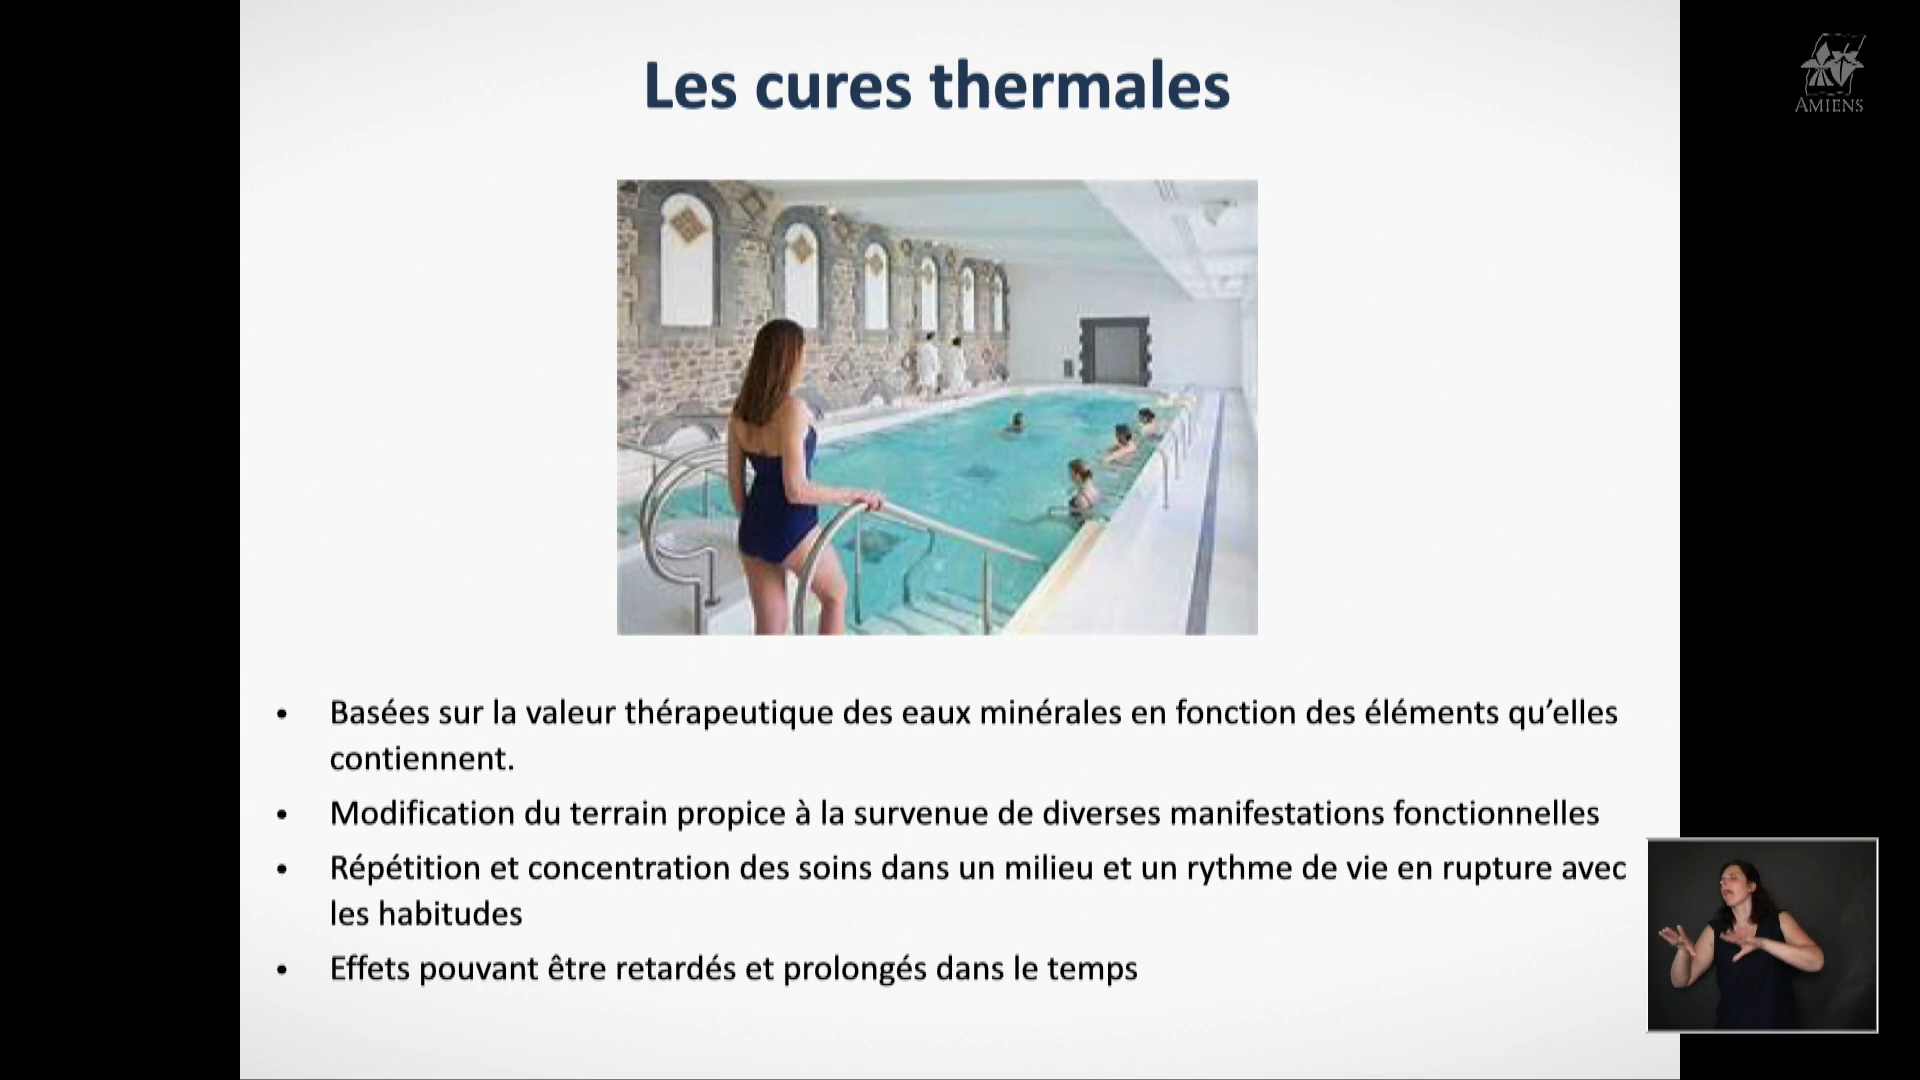 Les cures thermales
AMIENS
• Basées sur la valeur thérapeutique des eaux minérales en fonction des éléments qu’elles
contiennent.
• Modification du terrain propice à la survenue de diverses manifestations fonctionnelles
• Répétition et concentration des soins dans un milieu et un rythme de vie en rupture avec
les habitudes
• Effets pouvant être retardés et prolongés dans le temps